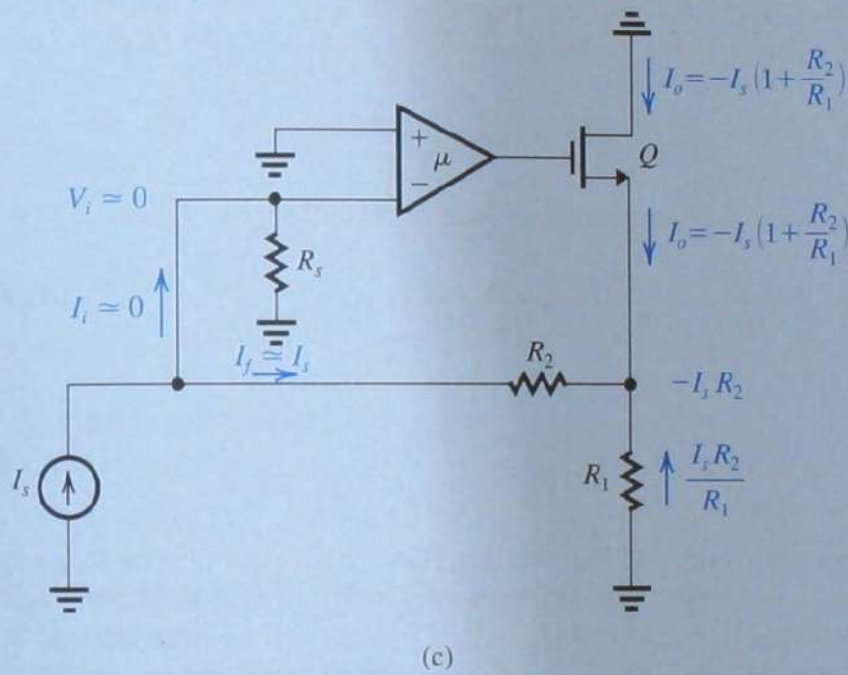 I_o = -I_s (1 + R_2/R_1)
+
μ
−
Q
V_i ≃ 0
I_o = -I_s (1 + R_2/R_1)
R_s
I_i ≃ 0
I_f ≃ I_s
R_2
-I_s R_2
I_s
R_1
I_s R_2/R_1
(c)